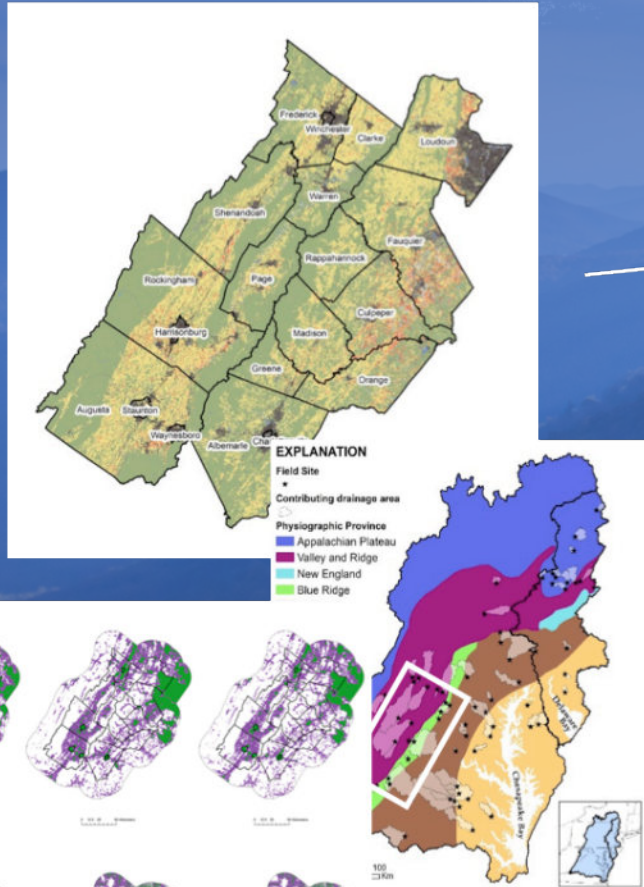 Frederick
Winchester
Clarke
Loudoun
Warren
Shenandoah
Fauquier
Rappahannock
Page
Rockingham
Culpeper
Madison
Harrisonburg
Greene
Orange
Augusta
Staunton
Waynesboro
Albemarle
Cha
EXPLANATION
Field Site
Contributing drainage area
Physiographic Province
Appalachian Plateau
Valley and Ridge
New England
Blue Ridge
Delaware Bay
Chesapeake Bay
100
Km